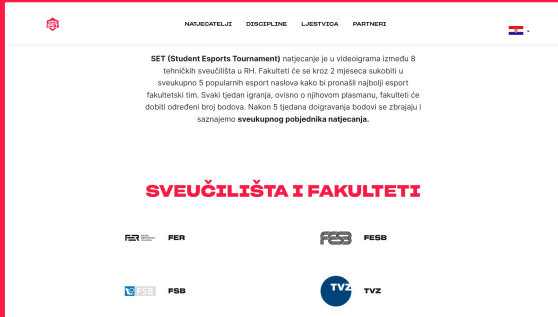 SET
NATJECATELJI DISCIPLINE LJESTVICA PARTNERI
SET (Student Esports Tournament) natjecanje je u videoigrama između 8
tehničkih sveučilišta u RH. Fakulteti će se kroz 2 mjeseca sukobiti u
sveukupno 5 popularnih esport naslova kako bi pronašli najbolji esport
fakultetski tim. Svaki tjedan igranja, ovisno o njihovom plasmanu, fakulteti će
dobiti određeni broj bodova. Nakon 5 tjedana doigravanja bodovi se zbrajaju i
saznajemo sveukupnog pobjednika natjecanja.
SVEUČILIŠTA I FAKULTETI
FER FER
FESB FESB
FSB FSB
TVZ TVZ